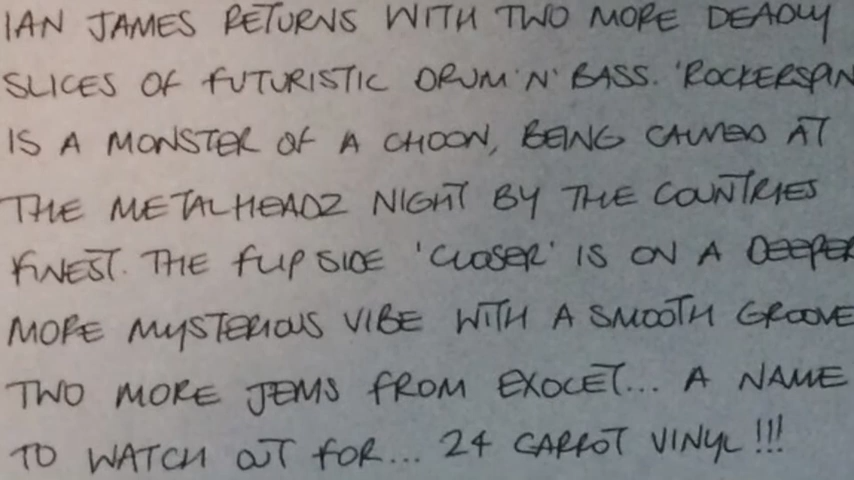 IAN JAMES RETURNS WITH TWO MORE DEADLY
SLICES OF FUTURISTIC DRUM'N'BASS. 'ROCKERSPIN
IS A MONSTER OF A CHOON, BEING CAUNED AT
THE METALHEADZ NIGHT BY THE COUNTRIES
FINEST. THE FLIP SIDE 'CLOSER' IS ON A DEEPER
MORE MYSTERIOUS VIBE WITH A SMOOTH GROOVE
TWO MORE JEMS FROM EXOCET... A NAME
TO WATCH OUT FOR... 24 CARROT VINYL!!!